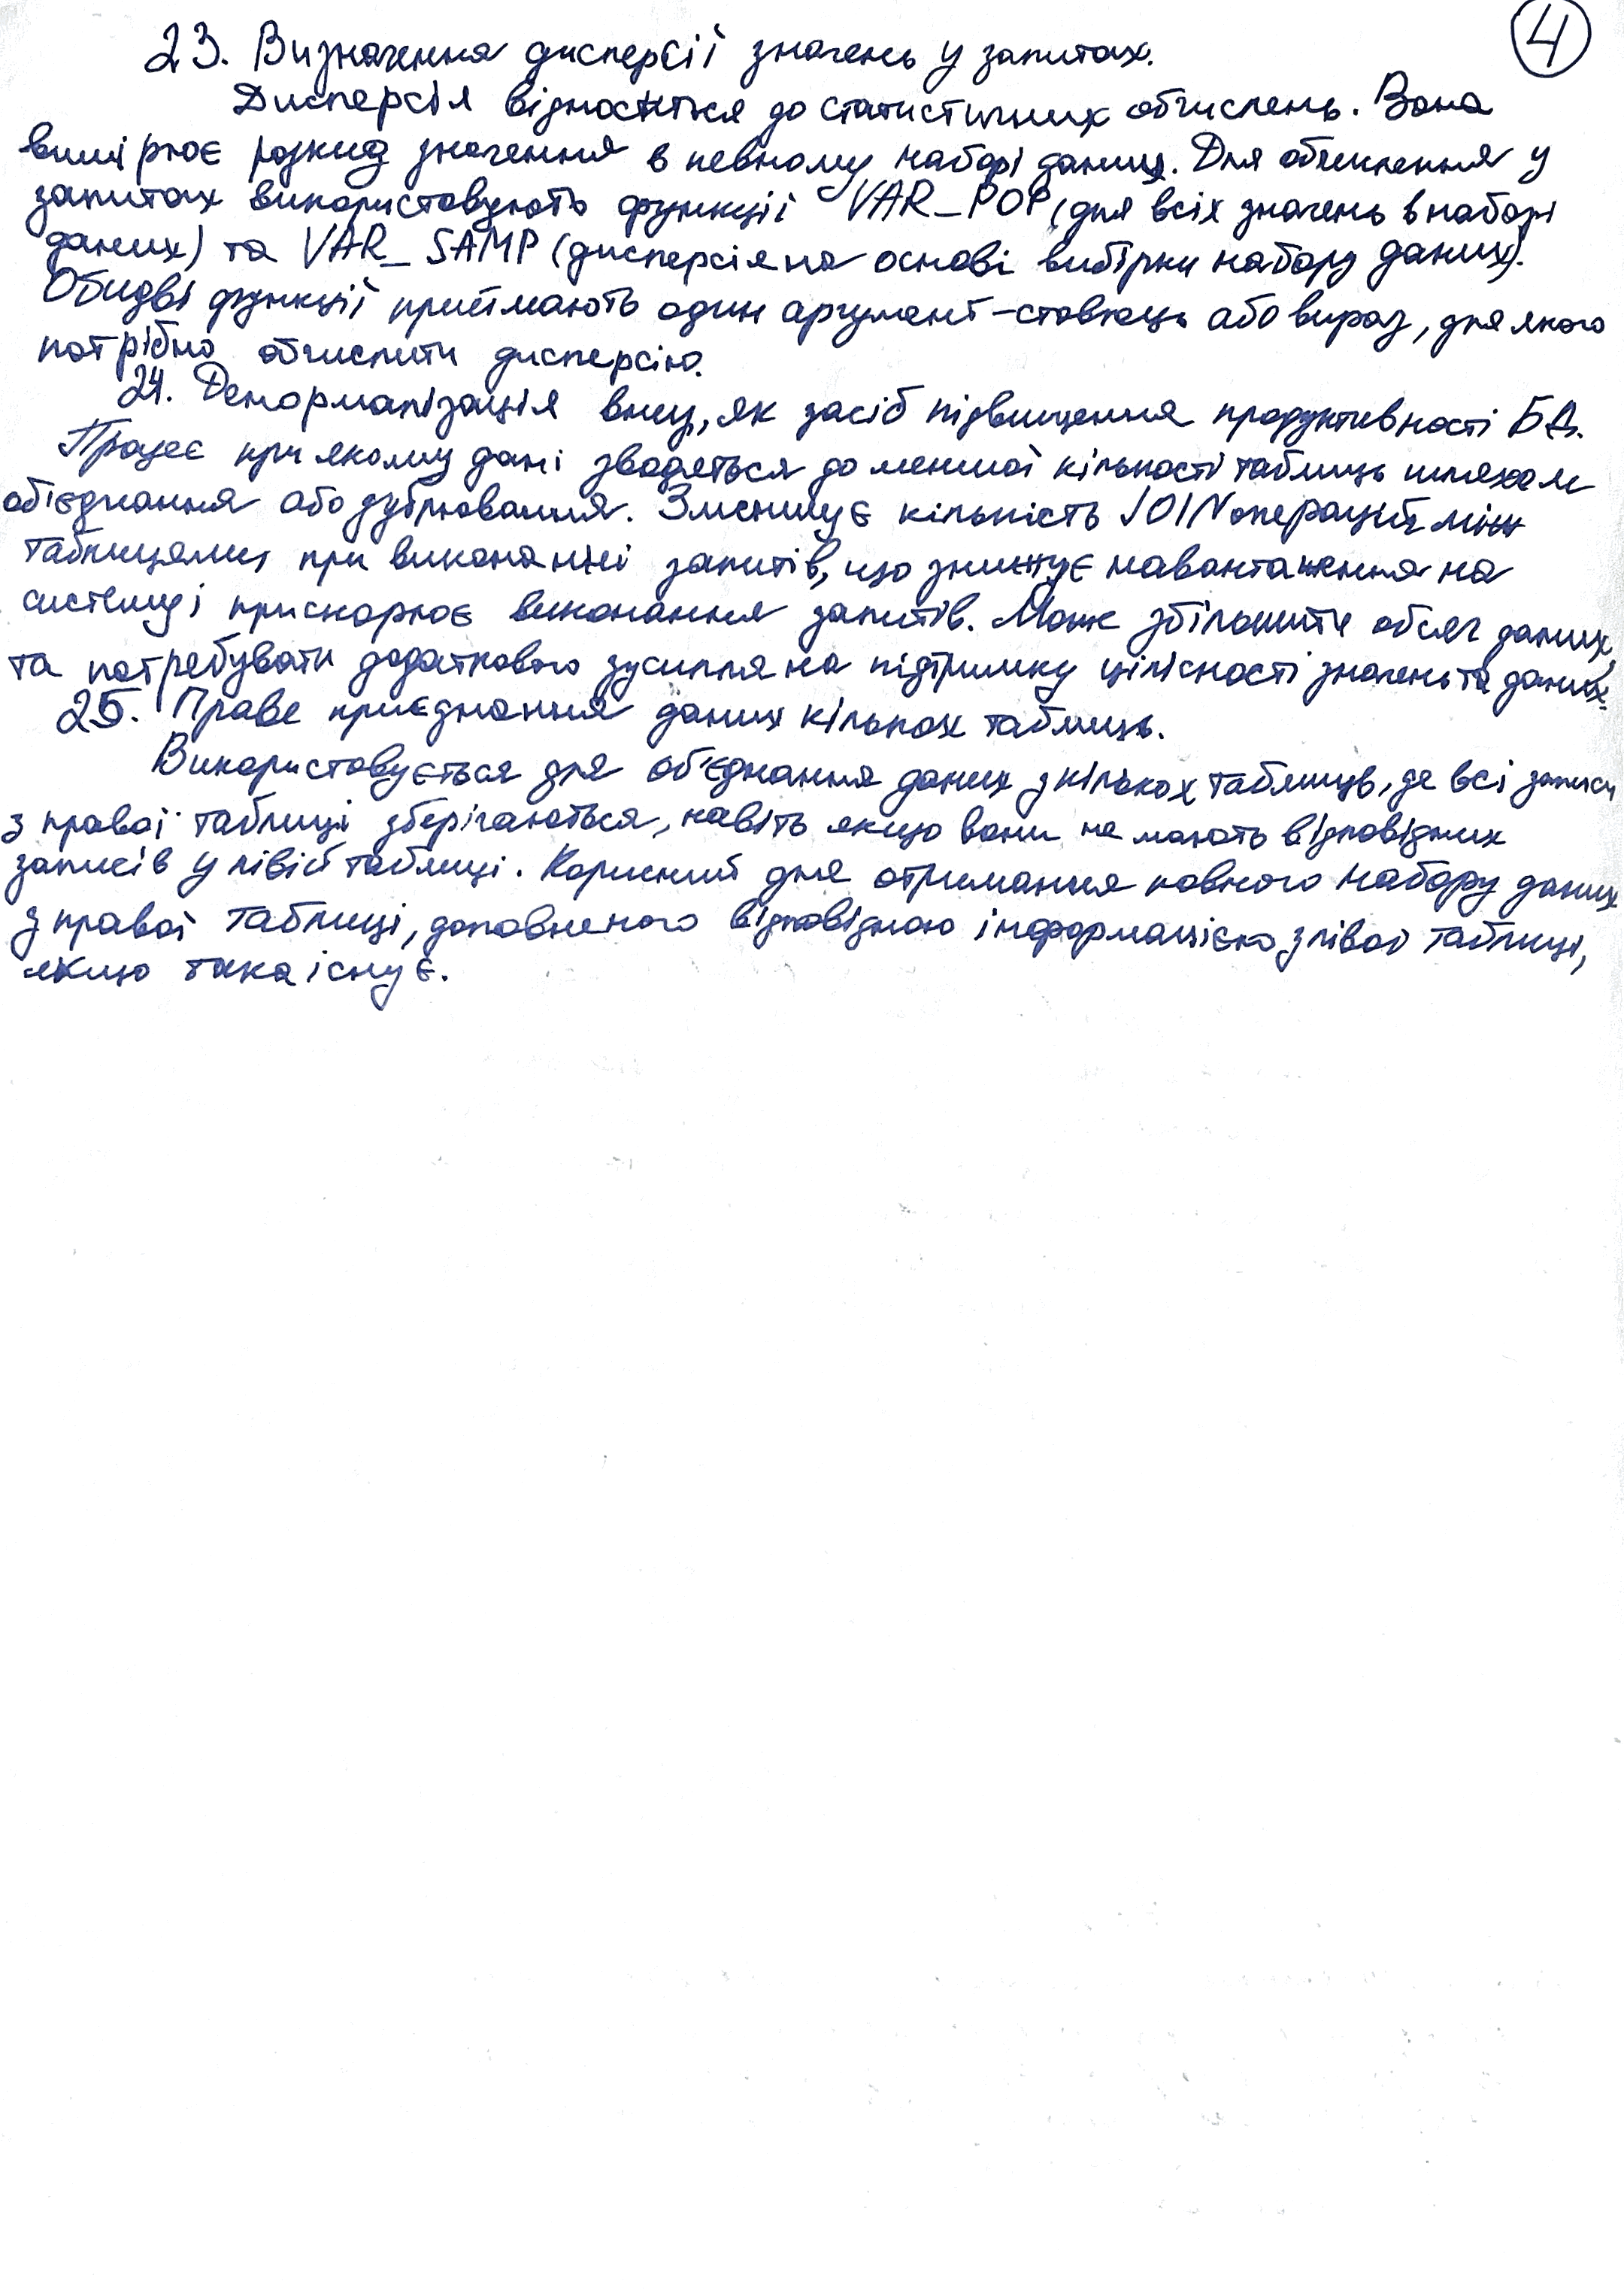 4
23. Визначення дисперсії значень у запитах.
Дисперсія відноситься до статистичних обчислень. Вона
вимірює розкид значення в певному наборі даних. Для обчислення у
запитах використовують функції VAR_POP (для всіх значень в наборі
даних) та VAR_SAMP (дисперсія на основі вибірки набору даних).
Обидві функції приймають один аргумент - стовпець або вираз, для якого
потрібно обчислити дисперсію.
24. Денормалізація вниз, як засіб підвищення продуктивності БД.
Процес при якому дані зводяться до меншої кількості таблиць шляхом
об'єднання або дублювання. Зменшує кількість JOIN операцій між
таблицями при виконанні запитів, що знижує навантаження на
систему і прискорює виконання запитів. Може збільшити обсяг даних,
та потребувати додаткового зусилля на підтримку цілісності значень та даних.
25. Праве приєднання даних кількох таблиць.
Використовується для об'єднання даних з кількох таблиць, де всі записи
з правої таблиці зберігаються, навіть якщо вони не мають відповідних
записів у лівій таблиці. Корисний для отримання повного набору даних
з правої таблиці, доповненого відповідною інформацією з лівої таблиці,
якщо така існує.